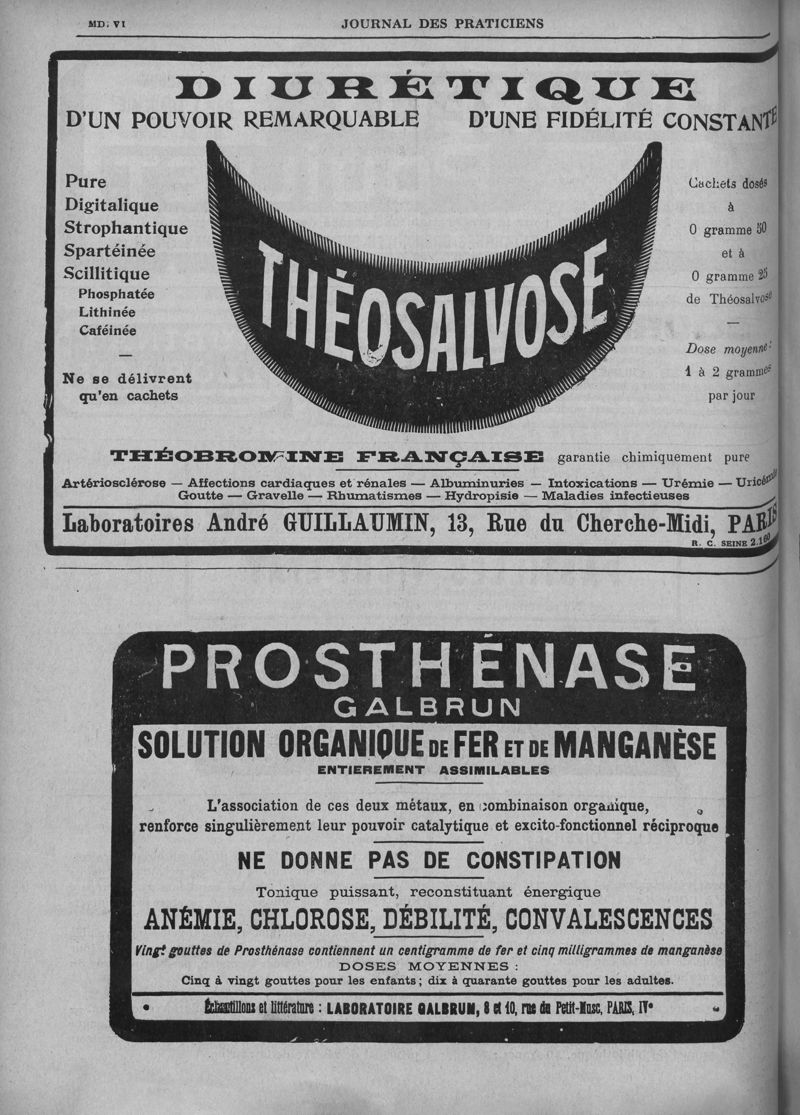 MD. VI
JOURNAL DES PRATICIENS
DIURÉTIQUE
D'UN POUVOIR REMARQUABLE D'UNE FIDÉLITÉ CONSTANTE
Pure
Digitalique
Strophantique
Spartéinée
Scillitique
Phosphatée
Lithinée
Caféinée
—
Ne se délivrent
qu'en cachets
THÉOSALVOSE
Cachets dosés
à
0 gramme 50
et à
0 gramme 25
de Théosalvose
—
Dose moyenne :
1 à 2 grammes
par jour
THÉOBROMINE FRANÇAISE garantie chimiquement pure
Artériosclérose — Affections cardiaques et rénales — Albuminuries — Intoxications — Urémie — Uricémie
Goutte — Gravelle — Rhumatismes — Hydropisie — Maladies infectieuses
Laboratoires André GUILLAUMIN, 13, Rue du Cherche-Midi, PARIS
R. C. SEINE 2.160
PROSTHÉNASE
GALBRUN
SOLUTION ORGANIQUE DE FER ET DE MANGANÈSE
ENTIEREMENT ASSIMILABLES
L'association de ces deux métaux, en combinaison organique,
renforce singulièrement leur pouvoir catalytique et excito-fonctionnel réciproque
NE DONNE PAS DE CONSTIPATION
Tonique puissant, reconstituant énergique
ANÉMIE, CHLOROSE, DÉBILITÉ, CONVALESCENCES
Vingt gouttes de Prosthénase contiennent un centigramme de fer et cinq milligrammes de manganèse
DOSES MOYENNES :
Cinq à vingt gouttes pour les enfants ; dix à quarante gouttes pour les adultes.
Échantillons et littérature : LABORATOIRE GALBRUN, 8 et 10, rue du Petit-Musc, PARIS, IVe